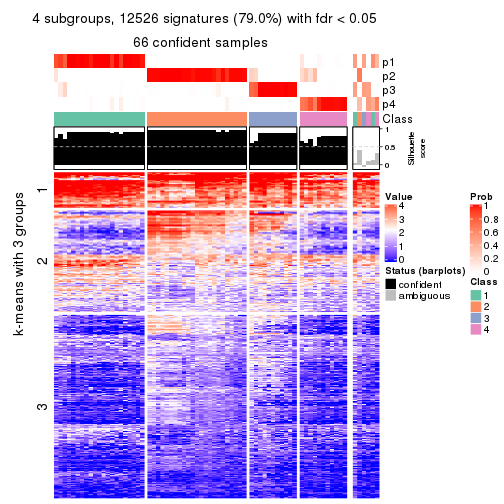 4 subgroups, 12526 signatures (79.0%) with fdr < 0.05
66 confident samples
p1
p2
p3
p4
Class
1
0.5
0
Silhouette
score
k-means with 3 groups
1
2
3
Value
4
3
2
1
0
Status (barplots)
confident
ambiguous
Prob
1
0.8
0.6
0.4
0.2
0
Class
1
2
3
4